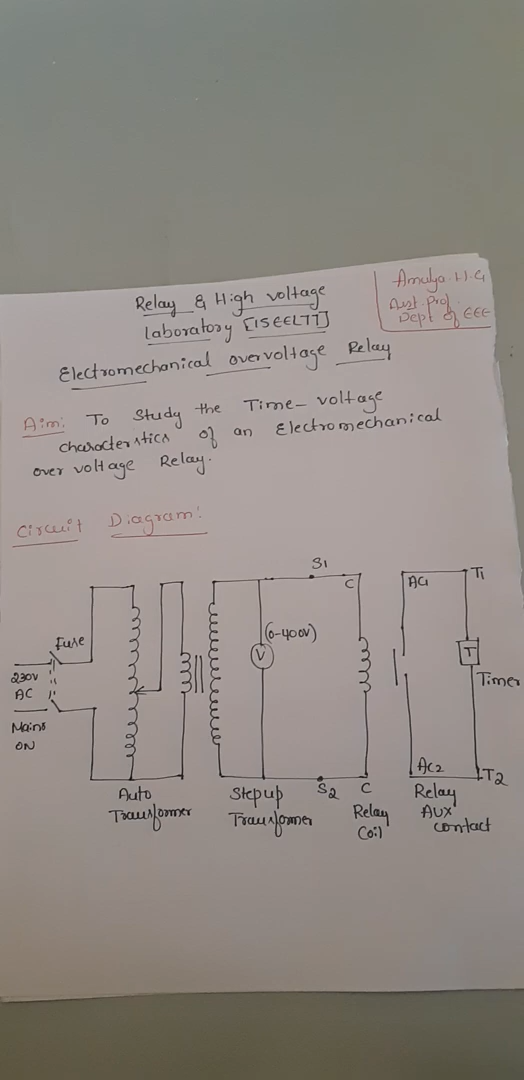 Relay & High voltage
laboratory [15EEL77]
Electromechanical overvoltage Relay
Amulya.H.G
Asst. Prof.
Dept of EEE
Aim: To Study the Time- voltage
characteristics of an Electromechanical
over voltage Relay.
Circuit Diagram:
Fuse
230V
AC
Mains
ON
Auto
Transformer
(0-400V)
V
Stepup
Transformer
S1
C
S2
C
Relay
Coil
AC1
AC2
Relay
AUX
contact
T1
T
Timer
T2